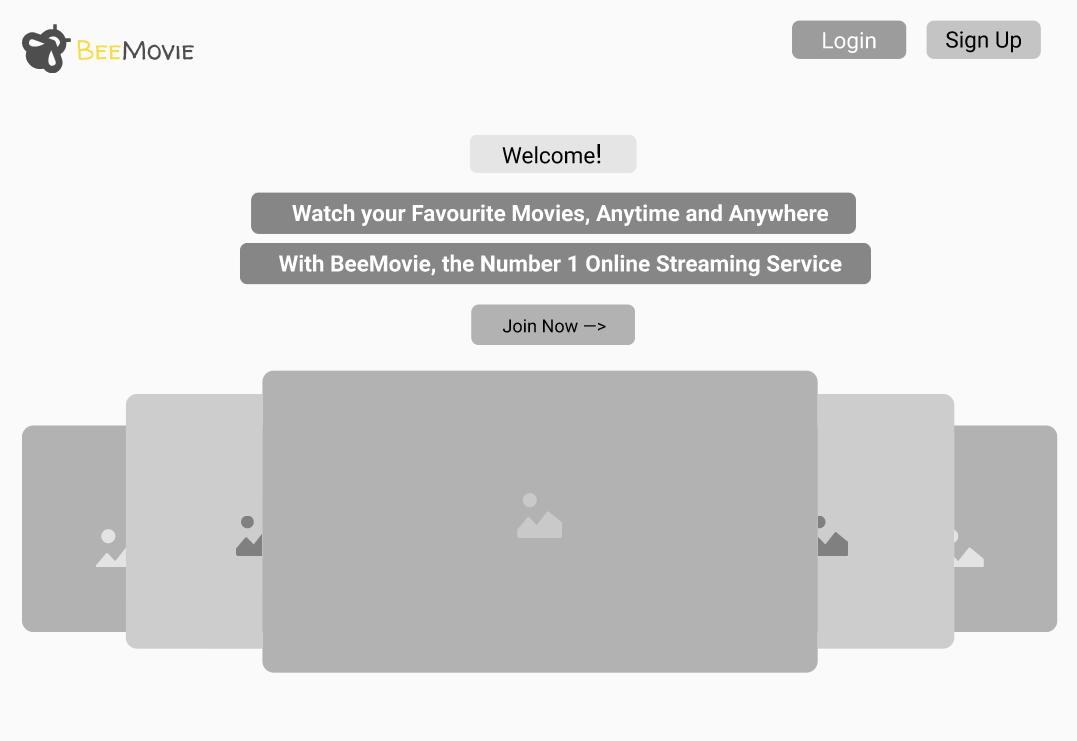 BEEMOVIE
Login
Sign Up
Welcome!
Watch your Favourite Movies, Anytime and Anywhere
With BeeMovie, the Number 1 Online Streaming Service
Join Now —>